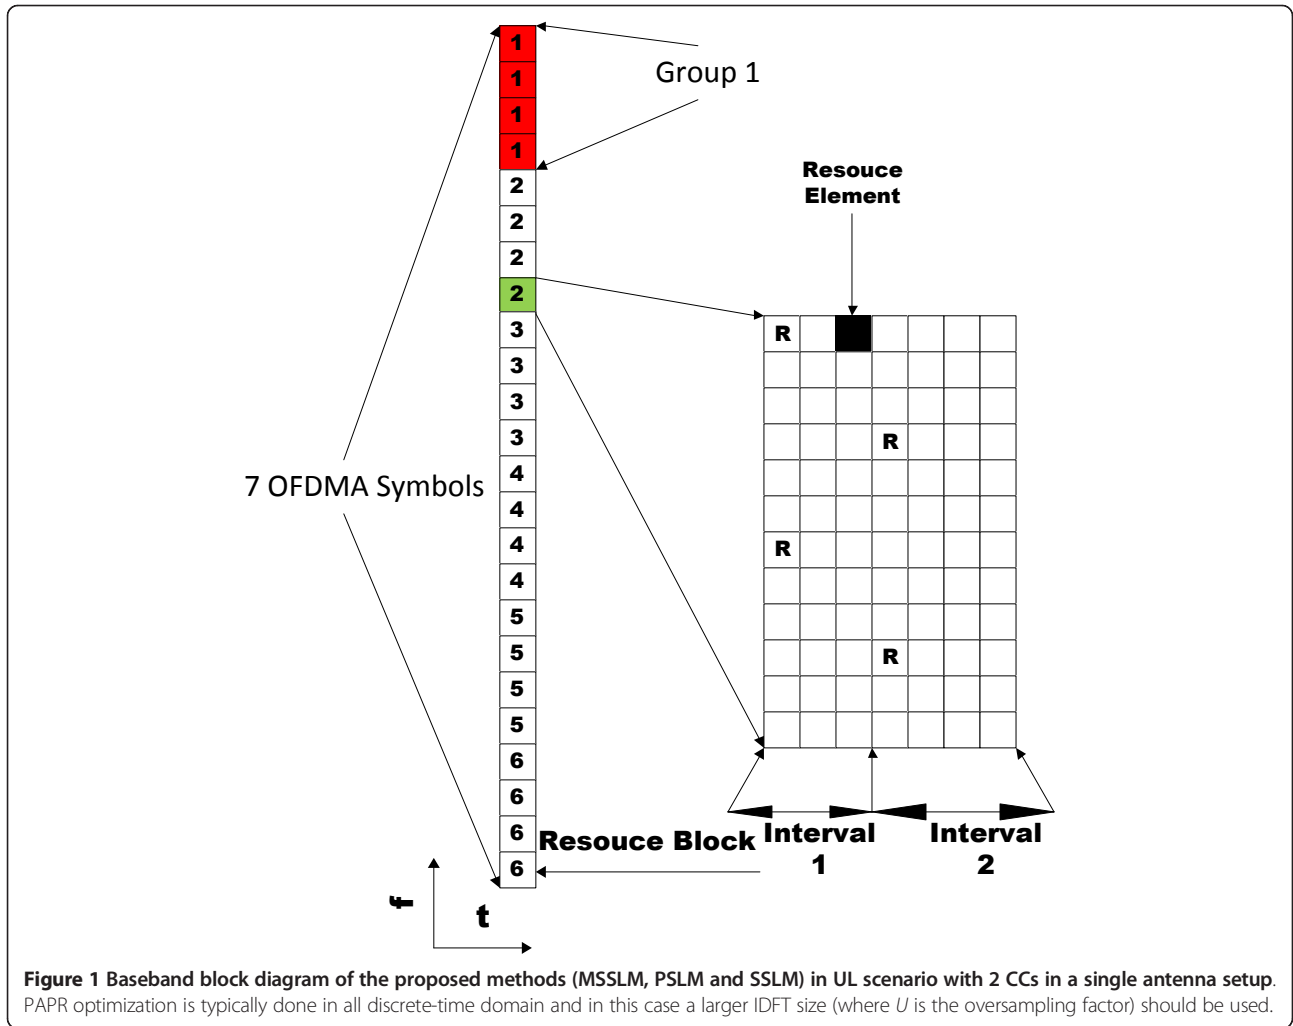 1
1
Group 1
1
1
2
2
2
2
3
3
3
3
4
4
4
4
5
5
5
5
6
6
6
6
7 OFDMA Symbols
Resouce
Element
R
R
R
R
Resouce Block
Interval
1
Interval
2
f
t
Figure 1 Baseband block diagram of the proposed methods (MSSLM, PSLM and SSLM) in UL scenario with 2 CCs in a single antenna setup.
PAPR optimization is typically done in all discrete-time domain and in this case a larger IDFT size (where U is the oversampling factor) should be used.